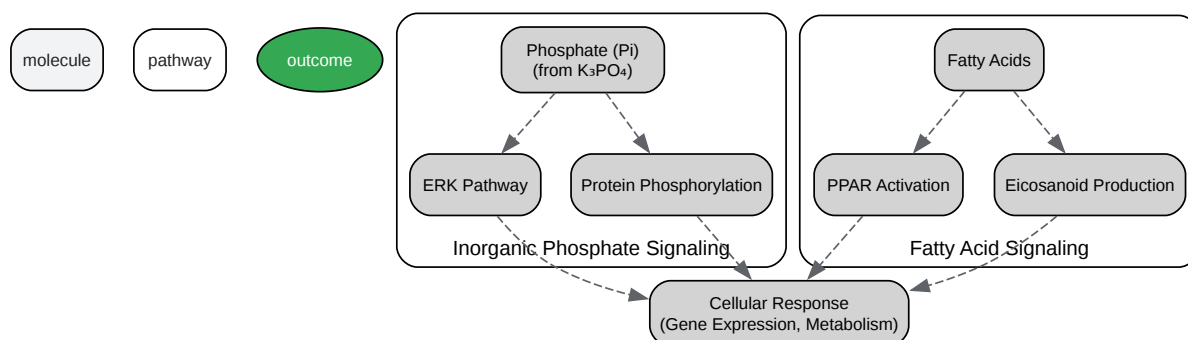 molecule
pathway
outcome
Phosphate (Pi)
(from K₃PO₄)
Fatty Acids
ERK Pathway
Protein Phosphorylation
PPAR Activation
Eicosanoid Production
Inorganic Phosphate Signaling
Fatty Acid Signaling
Cellular Response
(Gene Expression, Metabolism)